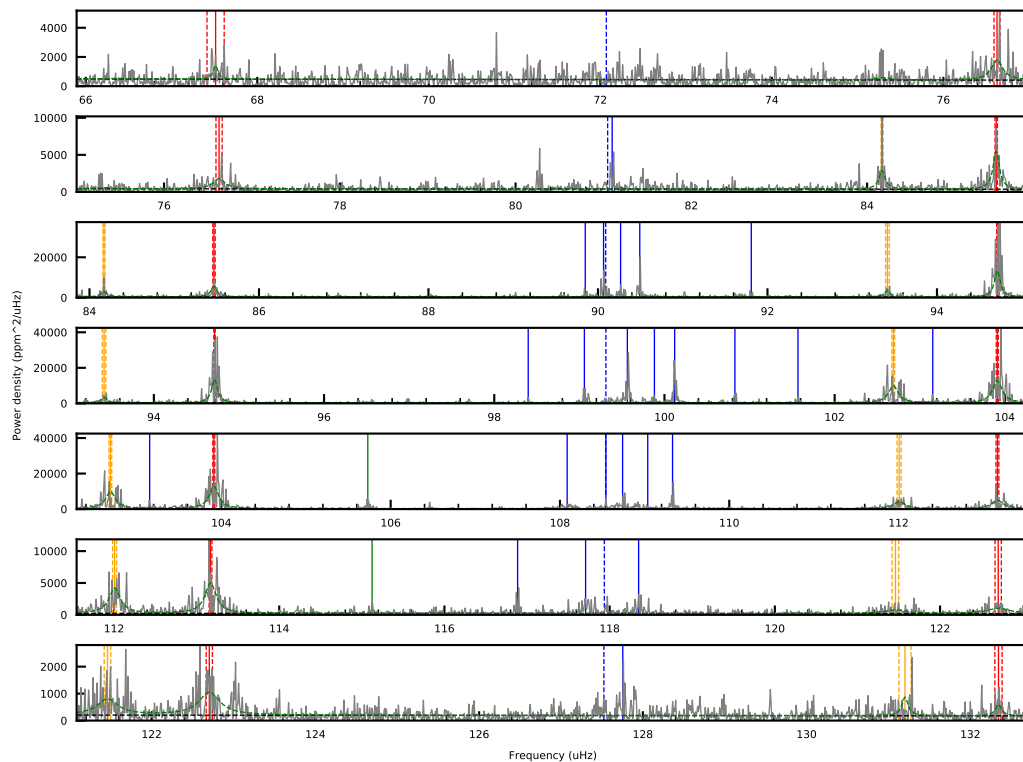 4000
2000
0
66 68 70 72 74 76
10000
5000
0
76 78 80 82 84
20000
0
84 86 88 90 92 94
40000
20000
0
94 96 98 100 102 104
40000
20000
0
104 106 108 110 112
10000
5000
0
112 114 116 118 120 122
2000
1000
0
122 124 126 128 130 132
Power density (ppm^2/uHz)
Frequency (uHz)